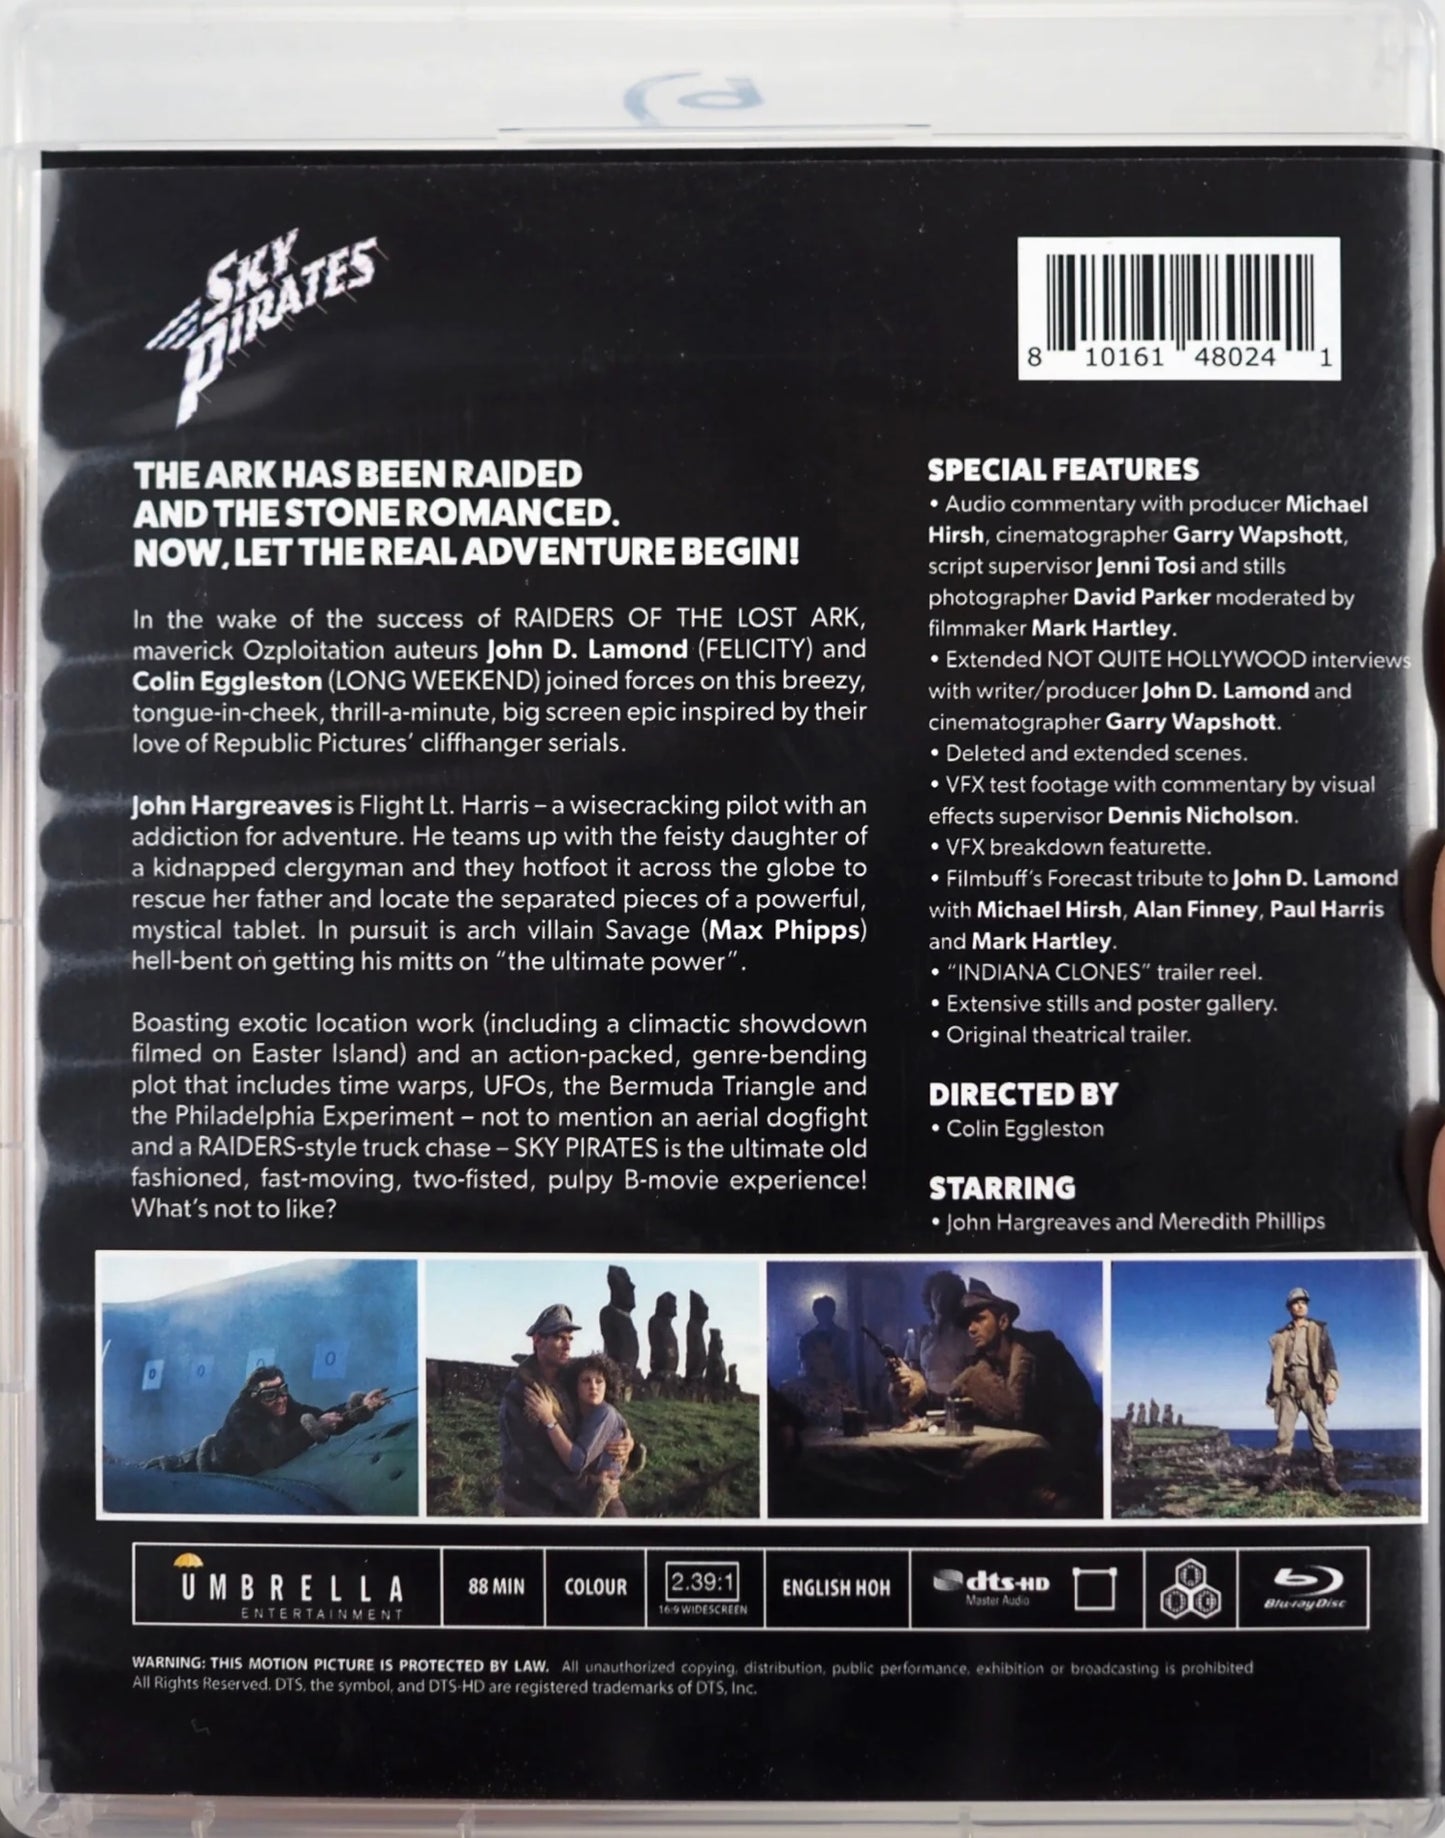 SKY
PIRATES
8 10161 48024 1
THE ARK HAS BEEN RAIDED
AND THE STONE ROMANCED.
NOW, LET THE REAL ADVENTURE BEGIN!
In the wake of the success of RAIDERS OF THE LOST ARK,
maverick Ozploitation auteurs John D. Lamond (FELICITY) and
Colin Eggleston (LONG WEEKEND) joined forces on this breezy,
tongue-in-cheek, thrill-a-minute, big screen epic inspired by their
love of Republic Pictures' cliffhanger serials.
John Hargreaves is Flight Lt. Harris – a wisecracking pilot with an
addiction for adventure. He teams up with the feisty daughter of
a kidnapped clergyman and they hotfoot it across the globe to
rescue her father and locate the separated pieces of a powerful,
mystical tablet. In pursuit is arch villain Savage (Max Phipps)
hell-bent on getting his mitts on "the ultimate power".
Boasting exotic location work (including a climactic showdown
filmed on Easter Island) and an action-packed, genre-bending
plot that includes time warps, UFOs, the Bermuda Triangle and
the Philadelphia Experiment – not to mention an aerial dogfight
and a RAIDERS-style truck chase – SKY PIRATES is the ultimate old
fashioned, fast-moving, two-fisted, pulpy B-movie experience!
What's not to like?
SPECIAL FEATURES
• Audio commentary with producer Michael
Hirsh, cinematographer Garry Wapshott,
script supervisor Jenni Tosi and stills
photographer David Parker moderated by
filmmaker Mark Hartley.
• Extended NOT QUITE HOLLYWOOD interviews
with writer/producer John D. Lamond and
cinematographer Garry Wapshott.
• Deleted and extended scenes.
• VFX test footage with commentary by visual
effects supervisor Dennis Nicholson.
• VFX breakdown featurette.
• Filmbuff's Forecast tribute to John D. Lamond
with Michael Hirsh, Alan Finney, Paul Harris
and Mark Hartley.
• "INDIANA CLONES" trailer reel.
• Extensive stills and poster gallery.
• Original theatrical trailer.
DIRECTED BY
• Colin Eggleston
STARRING
• John Hargreaves and Meredith Phillips
UMBRELLA
ENTERTAINMENT
88 MIN
COLOUR
2.39:1
16:9 WIDESCREEN
ENGLISH HOH
dts-HD
Master Audio
Blu-ray Disc
WARNING: THIS MOTION PICTURE IS PROTECTED BY LAW. All unauthorized copying, distribution, public performance, exhibition or broadcasting is prohibited
All Rights Reserved. DTS, the symbol, and DTS-HD are registered trademarks of DTS, Inc.